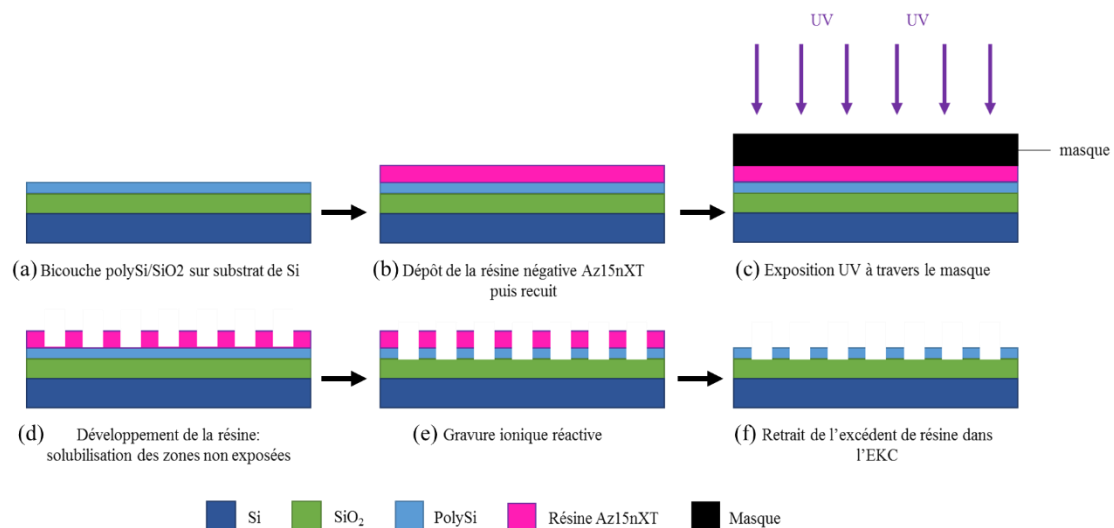 UV UV
masque
(a) Bicouche polySi/SiO2 sur substrat de Si
(b) Dépôt de la résine négative Az15nXT
puis recuit
(c) Exposition UV à travers le masque
(d) Développement de la résine:
solubilisation des zones non exposées
(e) Gravure ionique réactive
(f) Retrait de l’excédent de résine dans
l’EKC
Si SiO₂ PolySi Résine Az15nXT Masque